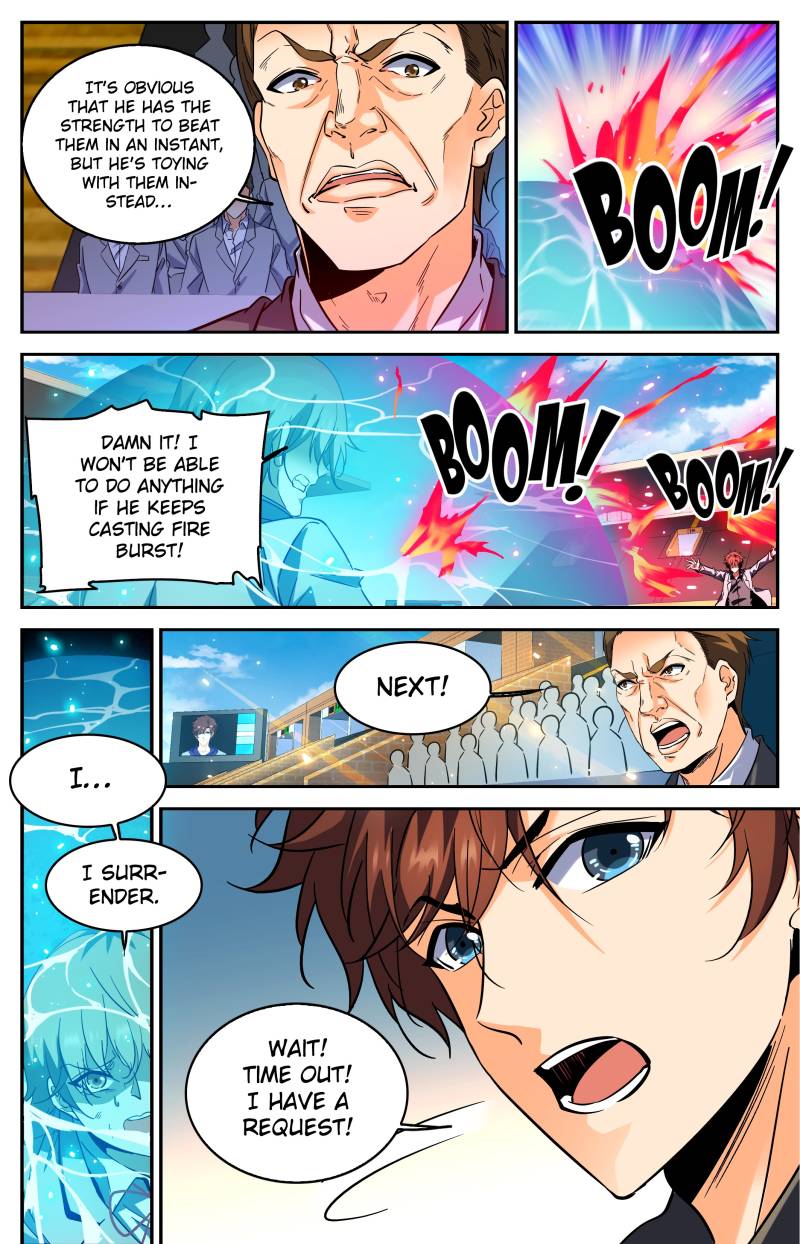 IT'S OBVIOUS
THAT HE HAS THE
STRENGTH TO BEAT
THEM IN AN INSTANT,
BUT HE'S TOYING
WITH THEM IN-
STEAD...
BOOM!
DAMN IT! I
WON'T BE ABLE
TO DO ANYTHING
IF HE KEEPS
CASTING FIRE
BURST!
BOOM!
BOOM!
I...
I SURR-
ENDER.
NEXT!
WAIT!
TIME OUT!
I HAVE A
REQUEST!